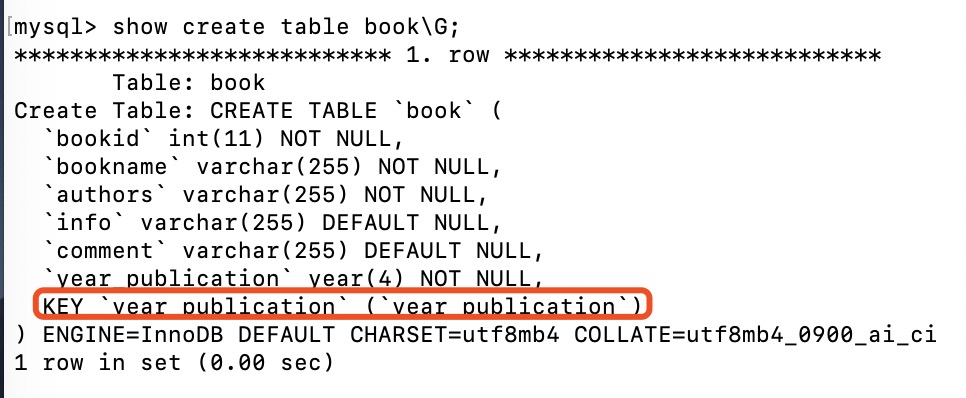 [mysql> show create table book\G;
*************************** 1. row ***************************
       Table: book
Create Table: CREATE TABLE `book` (
  `bookid` int(11) NOT NULL,
  `bookname` varchar(255) NOT NULL,
  `authors` varchar(255) NOT NULL,
  `info` varchar(255) DEFAULT NULL,
  `comment` varchar(255) DEFAULT NULL,
  `year_publication` year(4) NOT NULL,
  KEY `year_publication` (`year_publication`)
) ENGINE=InnoDB DEFAULT CHARSET=utf8mb4 COLLATE=utf8mb4_0900_ai_ci
1 row in set (0.00 sec)